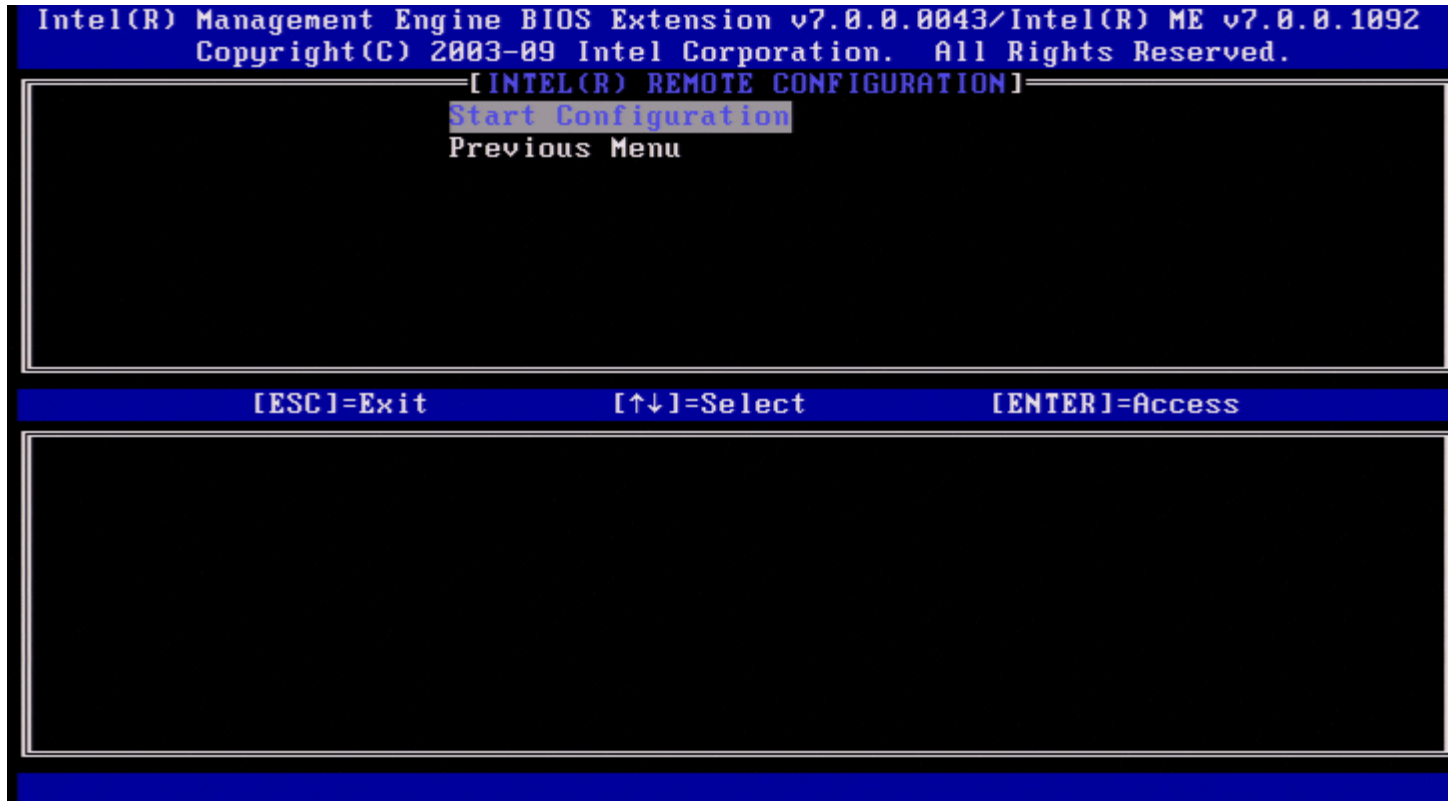 Intel(R) Management Engine BIOS Extension v7.0.0.0043/Intel(R) ME v7.0.0.1092
Copyright(C) 2003-09 Intel Corporation. All Rights Reserved.
[INTEL(R) REMOTE CONFIGURATION]
Start Configuration
Previous Menu
[ESC]=Exit [↑↓]=Select [ENTER]=Access